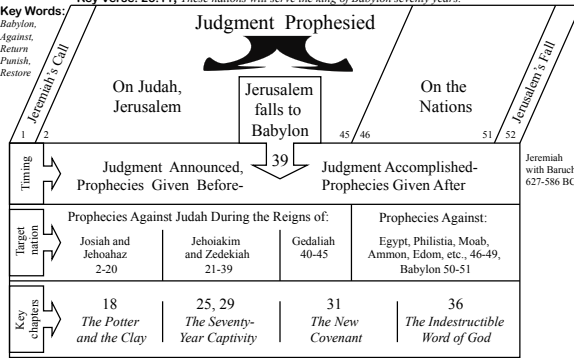 Key Verse: 25:11, These nations will serve the king of Babylon seventy years.
Key Words:
Babylon,
Against,
Return
Punish,
Restore
Judgment Prophesied
Jeremiah's Call
On Judah,
Jerusalem
Jerusalem
falls to
Babylon
On the
Nations
Jerusalem's Fall
1
2
45
46
51
52
39
Timing
Judgment Announced,
Prophecies Given Before-
Judgment Accomplished-
Prophecies Given After
Jeremiah
with Baruch
627-586 BC
Target
nation
Prophecies Against Judah During the Reigns of:
Josiah and
Jehoahaz
2-20
Jehoiakim
and Zedekiah
21-39
Gedaliah
40-45
Prophecies Against:
Egypt, Philistia, Moab,
Ammon, Edom, etc., 46-49,
Babylon 50-51
Key
chapters
18
The Potter
and the Clay
25, 29
The Seventy-
Year Captivity
31
The New
Covenant
36
The Indestructible
Word of God